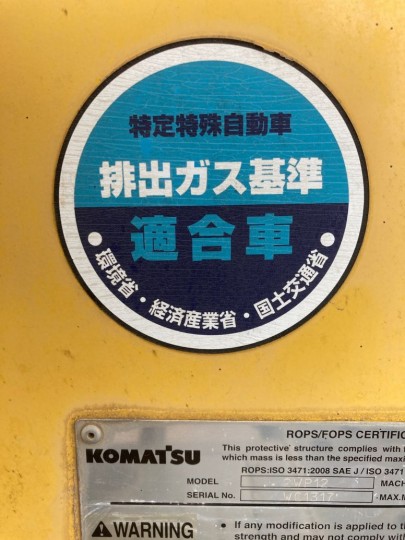 特定特殊自動車
排出ガス基準
適合車
● 環境省・経済産業省・国土交通省 ●
ROPS/FOPS CERTIFIC
KOMATSU
This protective structure complies with
which mass is less than the specified maxi
ROPS:ISO 3471:2008 SAE J / ISO 3471
MODEL MACH
SERIAL No. MAX.M
WARNING
• If any modification is applied to t
strength and may not comply with